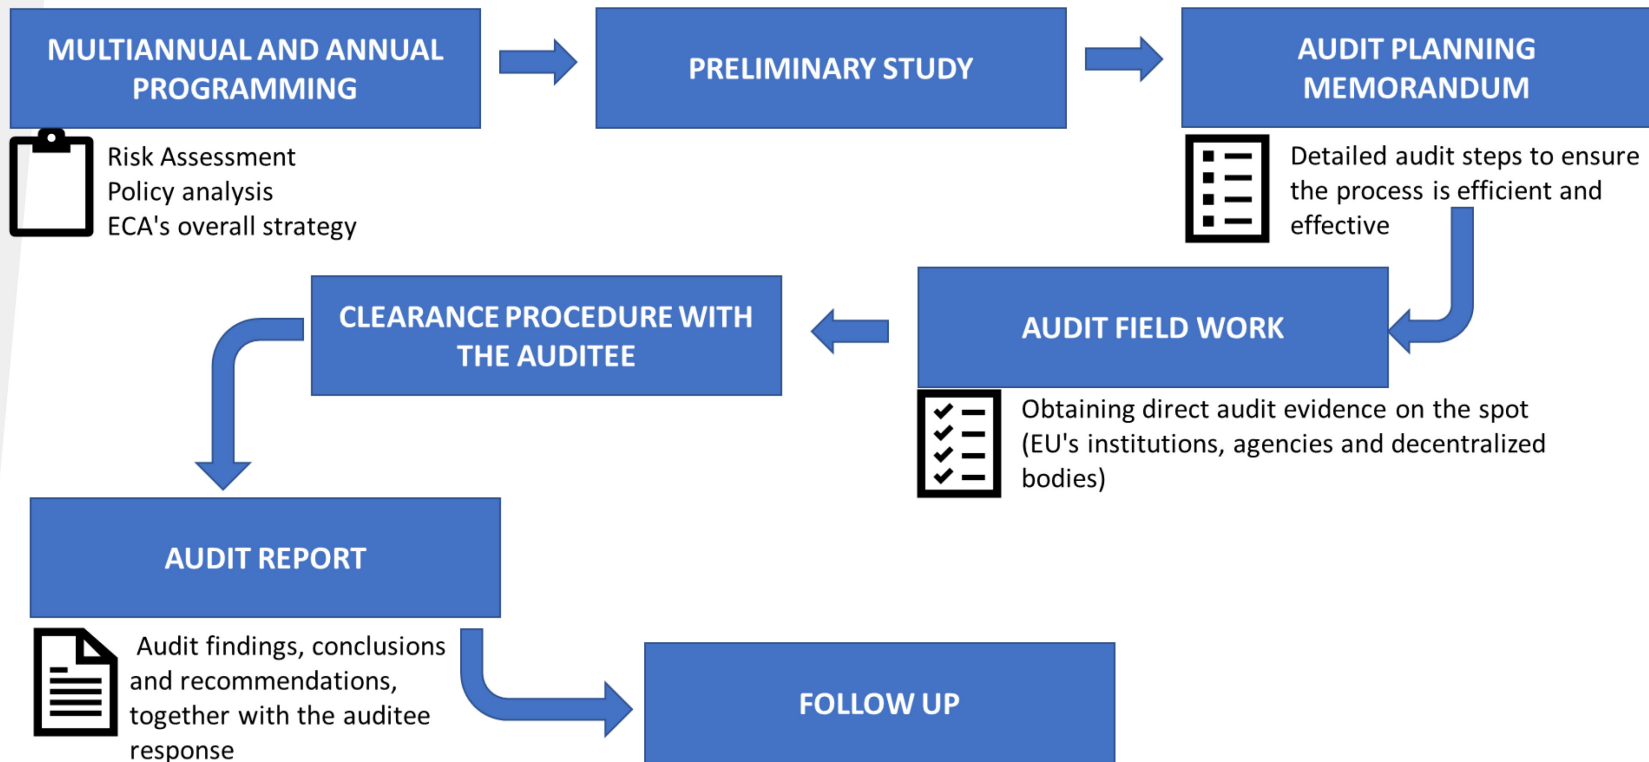 MULTIANNUAL AND ANNUAL
PROGRAMMING
PRELIMINARY STUDY
AUDIT PLANNING
MEMORANDUM
Risk Assessment
Policy analysis
ECA's overall strategy
Detailed audit steps to ensure
the process is efficient and
effective
AUDIT FIELD WORK
Obtaining direct audit evidence on the spot
(EU's institutions, agencies and decentralized
bodies)
CLEARANCE PROCEDURE WITH
THE AUDITEE
AUDIT REPORT
Audit findings, conclusions
and recommendations,
together with the auditee
response
FOLLOW UP